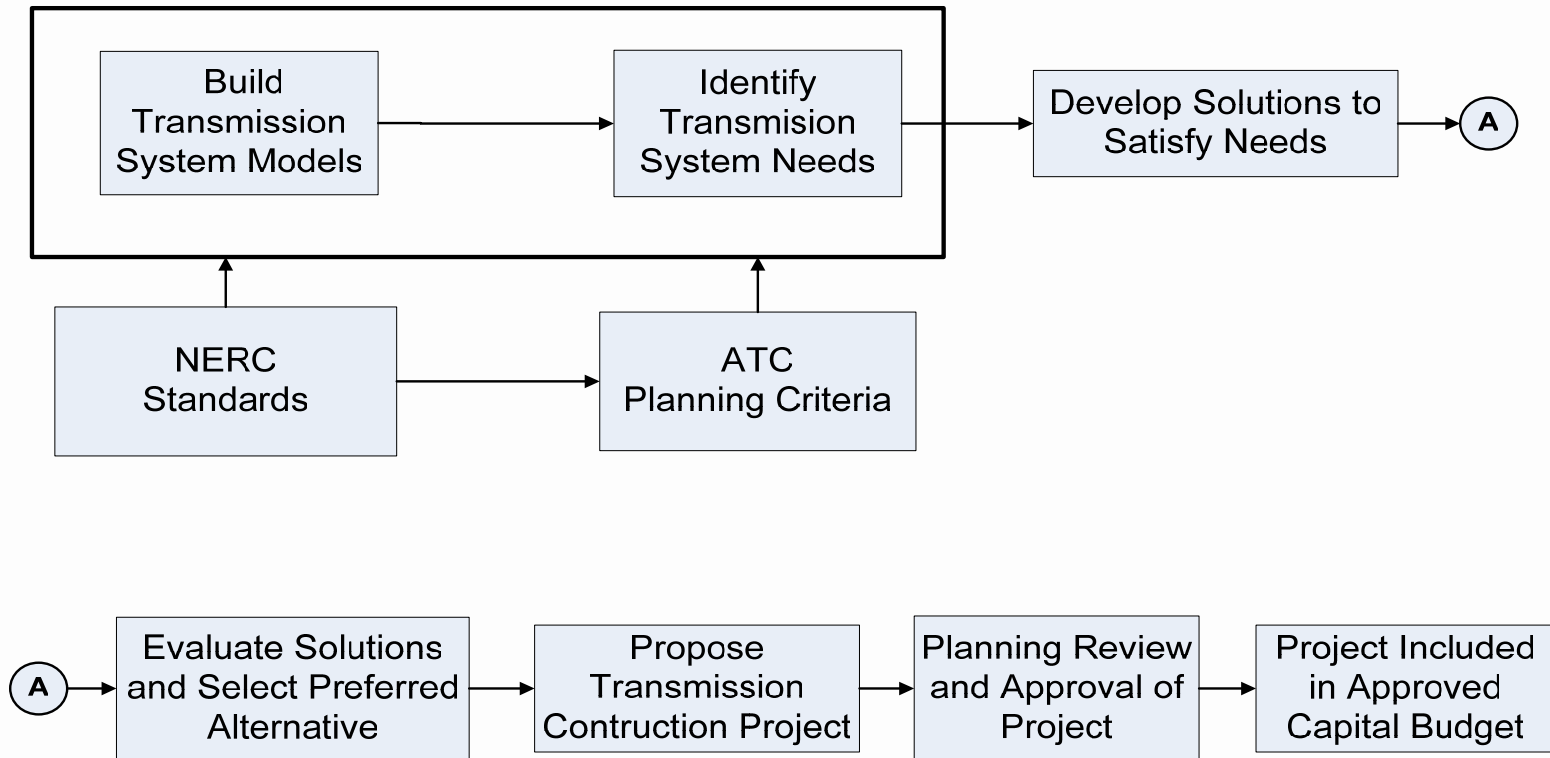 Build
Transmission
System Models
Identify
Transmision
System Needs
Develop Solutions to
Satisfy Needs
A
NERC
Standards
ATC
Planning Criteria
A
Evaluate Solutions
and Select Preferred
Alternative
Propose
Transmission
Contruction Project
Planning Review
and Approval of
Project
Project Included
in Approved
Capital Budget